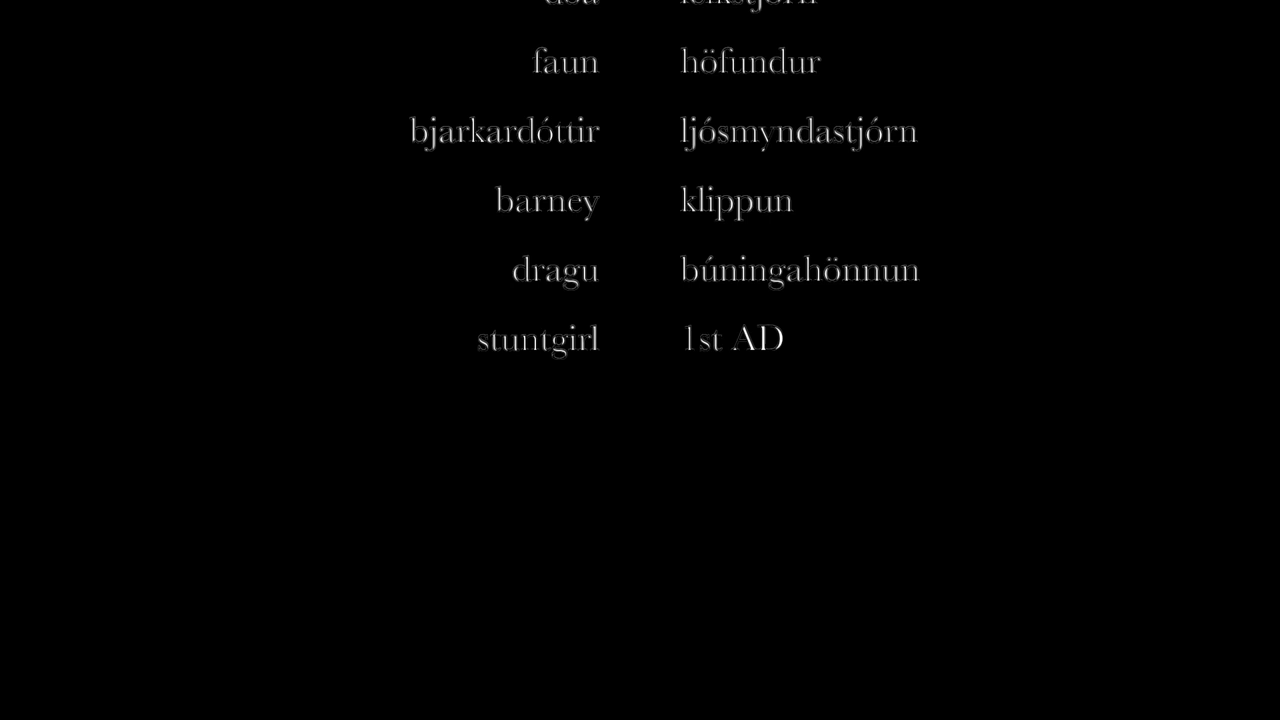 faun höfundur
bjarkardóttir ljósmyndastjórn
barney klippun
dragu búningahönnun
stuntgirl 1st AD